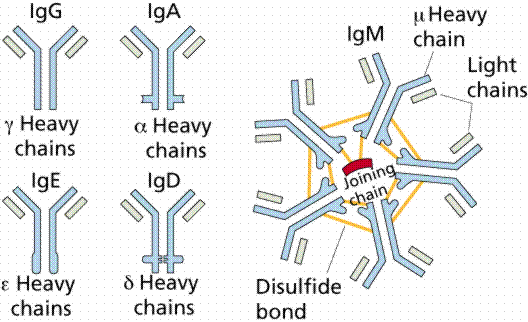 IgG
γ Heavy
chains
IgA
α Heavy
chains
IgE
ε Heavy
chains
IgD
δ Heavy
chains
IgM
μ Heavy
chain
Light
chains
Joining
chain
Disulfide
bond